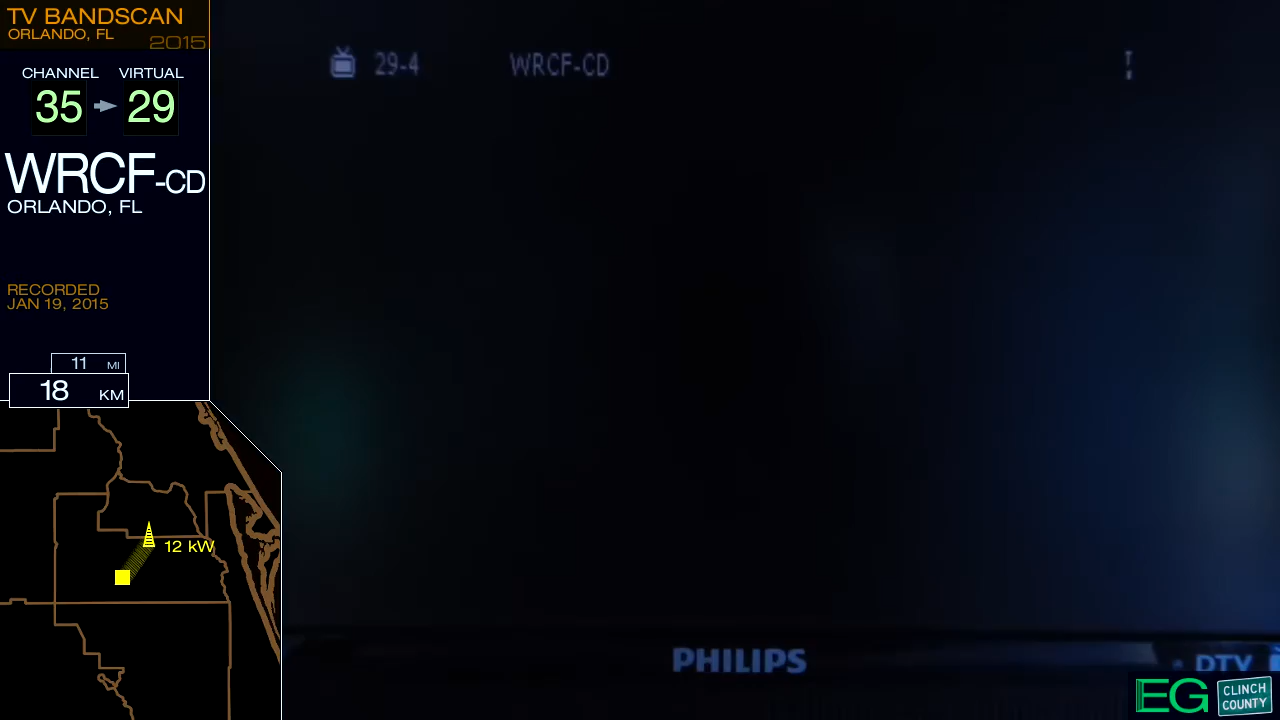 TV BANDSCAN
ORLANDO, FL
2015
CHANNEL VIRTUAL
35 29
WRCF-CD
ORLANDO, FL
RECORDED
JAN 19, 2015
11 MI
18 KM
12 kW
29-4 WRCF-CD
PHILIPS
DTV
EG
CLINCH
COUNTY